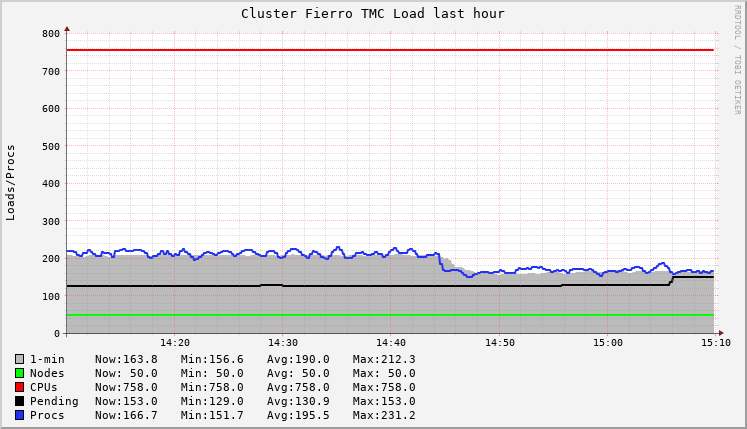 Cluster Fierro TMC Load last hour
RRDTOOL / TOBI OETIKER
Loads/Procs
800
700
600
500
400
300
200
100
0
14:20 14:30 14:40 14:50 15:00 15:10
1-min Now:163.8 Min:156.6 Avg:190.0 Max:212.3
Nodes Now: 50.0 Min: 50.0 Avg: 50.0 Max: 50.0
CPUs Now:758.0 Min:758.0 Avg:758.0 Max:758.0
Pending Now:153.0 Min:129.0 Avg:130.9 Max:153.0
Procs Now:166.7 Min:151.7 Avg:195.5 Max:231.2